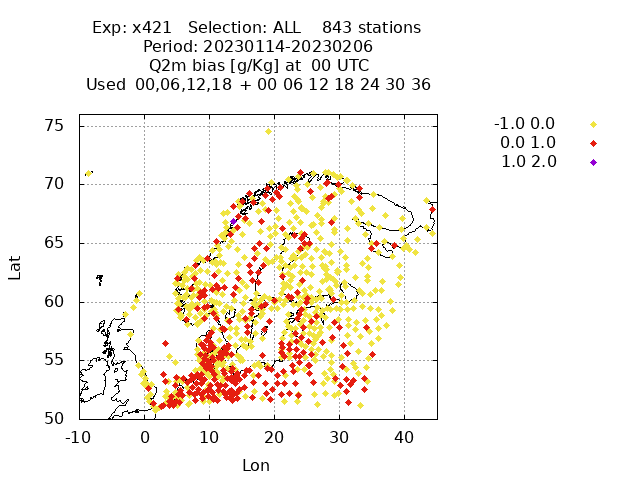 Exp: x421   Selection: ALL    843 stations
Period: 20230114-20230206
Q2m bias [g/Kg] at  00 UTC
Used  00,06,12,18 + 00 06 12 18 24 30 36
-1.0 0.0
0.0 1.0
1.0 2.0
75
70
65
60
55
50
Lat
-10 0 10 20 30 40
Lon